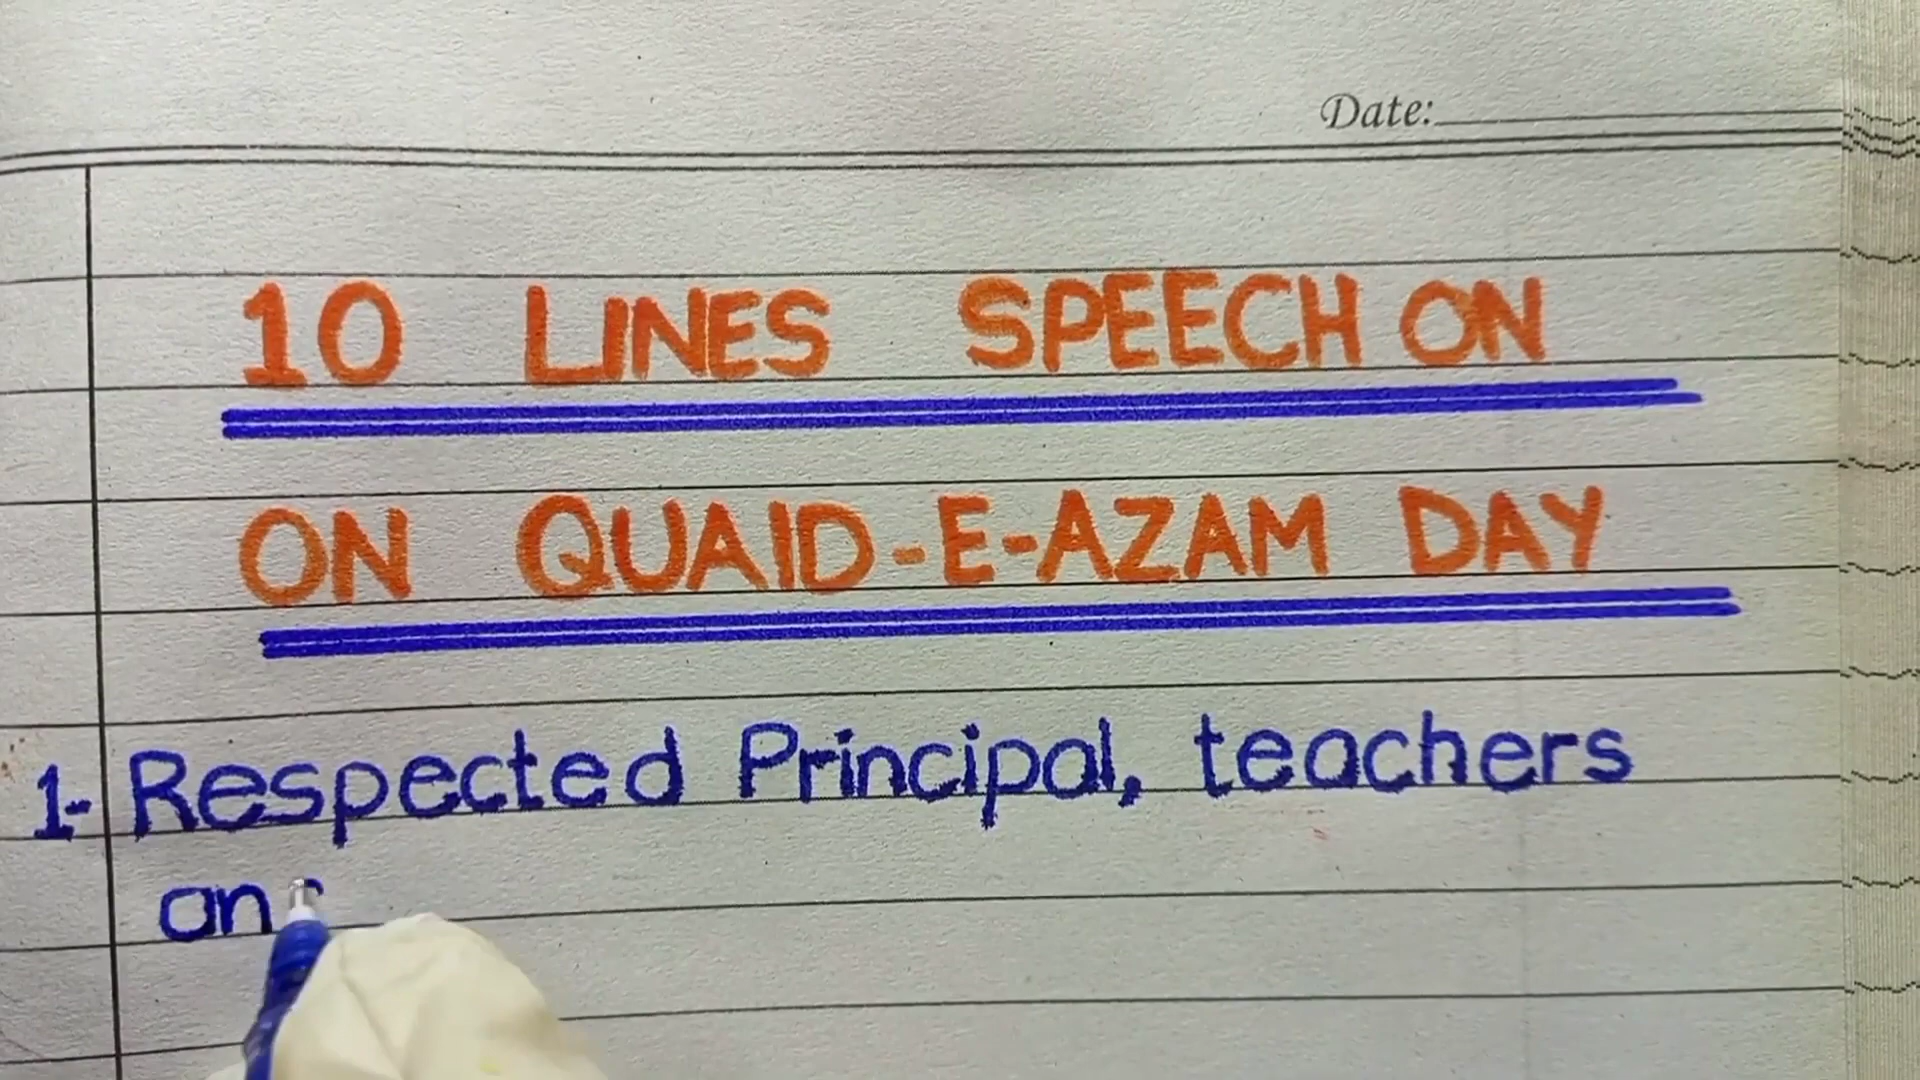 Date:
10 LINES SPEECH ON
ON QUAID-E-AZAM DAY
1- Respected Principal, teachers
an